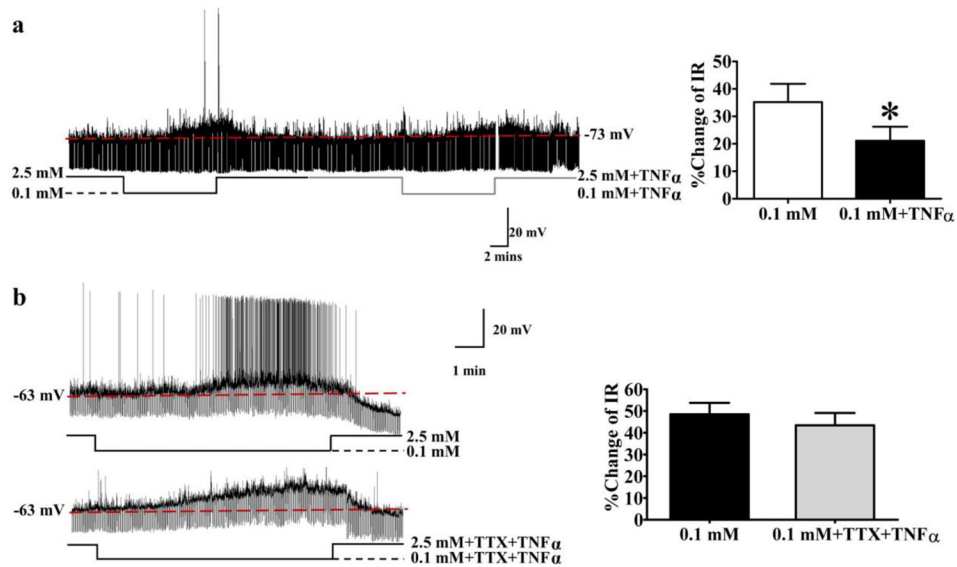 a
-73 mV
2.5 mM
0.1 mM
2.5 mM+TNFα
0.1 mM+TNFα
20 mV
2 mins
%Change of IR
50
40
30
20
10
0
*
0.1 mM
0.1 mM+TNFα
b
-63 mV
2.5 mM
0.1 mM
20 mV
1 min
-63 mV
2.5 mM+TTX+TNFα
0.1 mM+TTX+TNFα
%Change of IR
60
50
40
30
20
10
0
0.1 mM
0.1 mM+TTX+TNFα